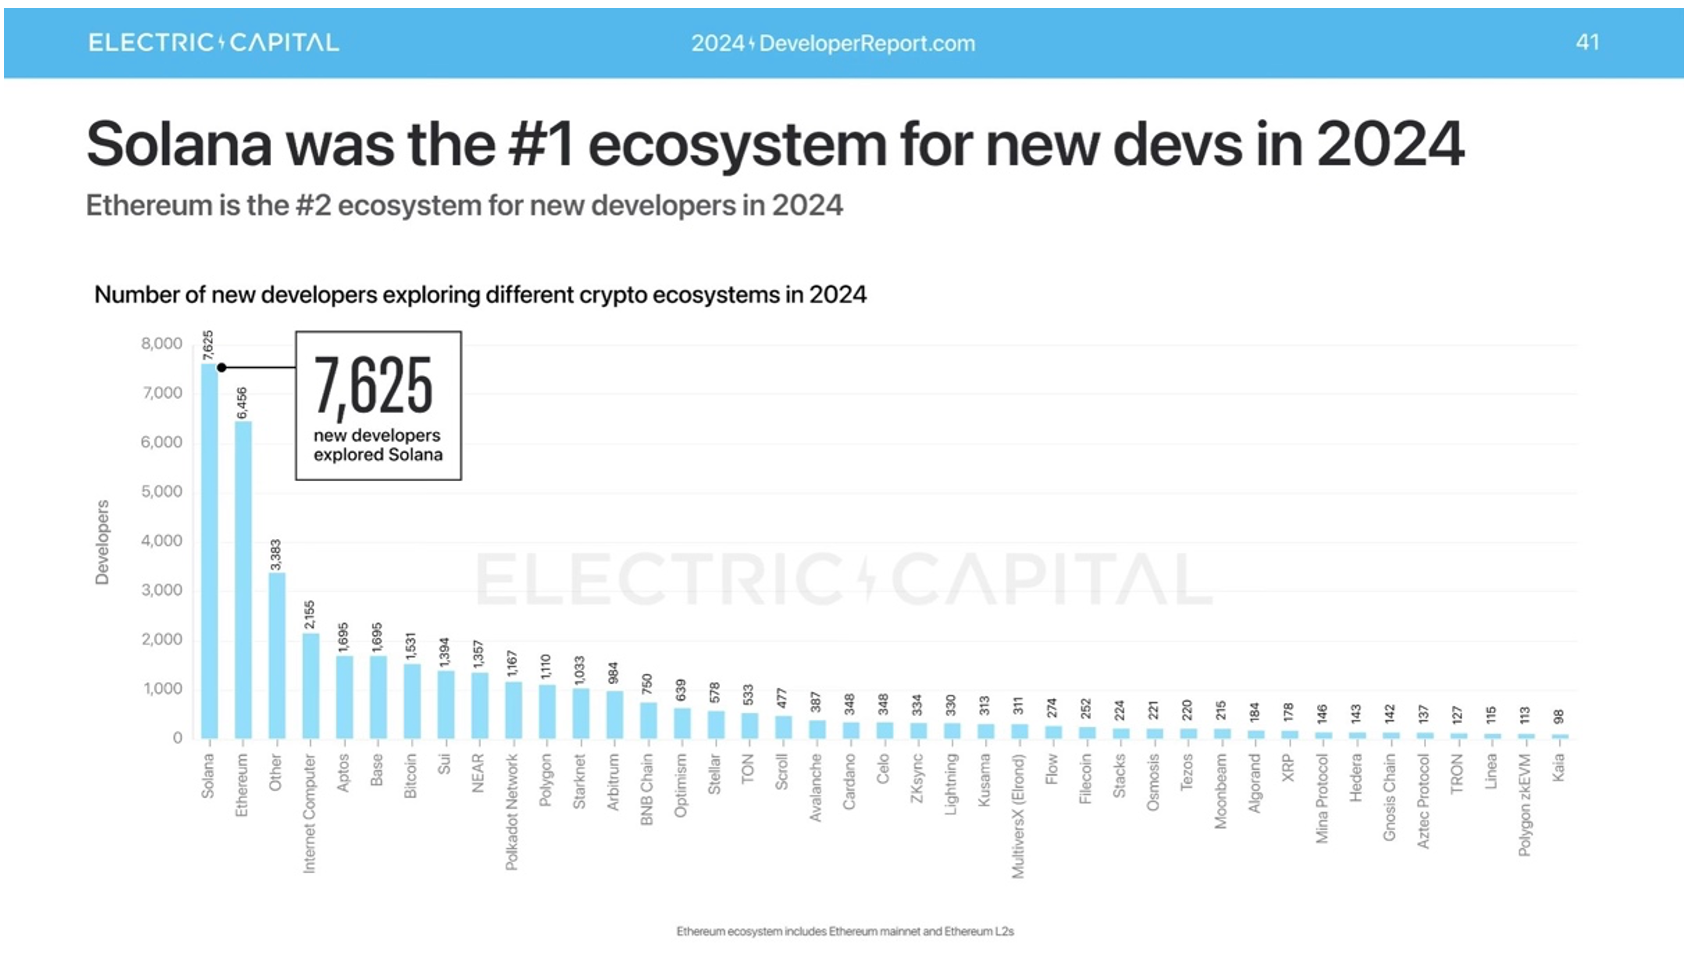 ELECTRIC CAPITAL
2024 DeveloperReport.com
41
Solana was the #1 ecosystem for new devs in 2024
Ethereum is the #2 ecosystem for new developers in 2024
Number of new developers exploring different crypto ecosystems in 2024
Developers
8,000
7,000
6,000
5,000
4,000
3,000
2,000
1,000
0
7,625
new developers
explored Solana
7,625
6,456
3,383
2,155
1,695
1,695
1,531
1,394
1,357
1,167
1,110
1,033
984
750
639
578
533
477
387
348
348
334
330
313
311
274
252
224
221
220
215
184
178
146
143
142
137
127
115
113
98
ELECTRIC CAPITAL
Solana
Ethereum
Other
Internet Computer
Aptos
Base
Bitcoin
Sui
NEAR
Polkadot Network
Polygon
Starknet
Arbitrum
BNB Chain
Optimism
Stellar
TON
Scroll
Avalanche
Cardano
Celo
ZKsync
Lightning
Kusama
MultiversX (Elrond)
Flow
Filecoin
Stacks
Osmosis
Tezos
Moonbeam
Algorand
XRP
Mina Protocol
Hedera
Gnosis Chain
Aztec Protocol
TRON
Linea
Polygon zkEVM
Kaia
Ethereum ecosystem includes Ethereum mainnet and Ethereum L2s